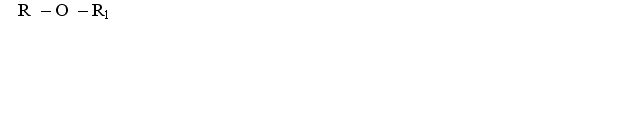 R – O – R₁